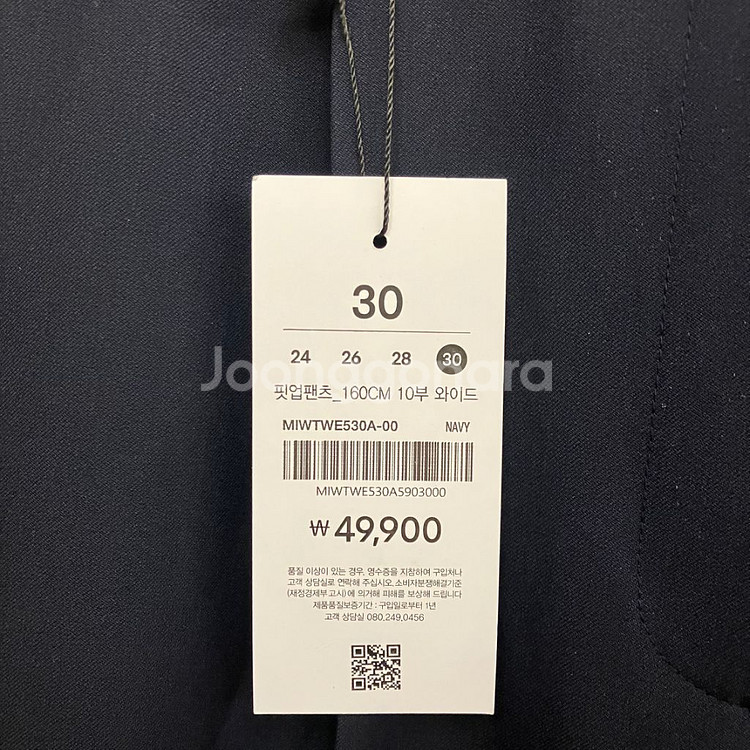 30
24 26 28 30
Joonggonara
핏업팬츠_160CM 10부 와이드
MIWTWE530A-00 NAVY
MIWTWE530A5903000
₩49,900
품질 이상이 있는 경우, 영수증을 지참하여 구입처나
고객 상담실로 연락해 주십시오. 소비자분쟁해결기준
(재정경제부 고시)에 의거해 피해를 보상해 드립니다
제품품질보증기간 : 구입일로부터 1년
고객 상담실 080.249.0456